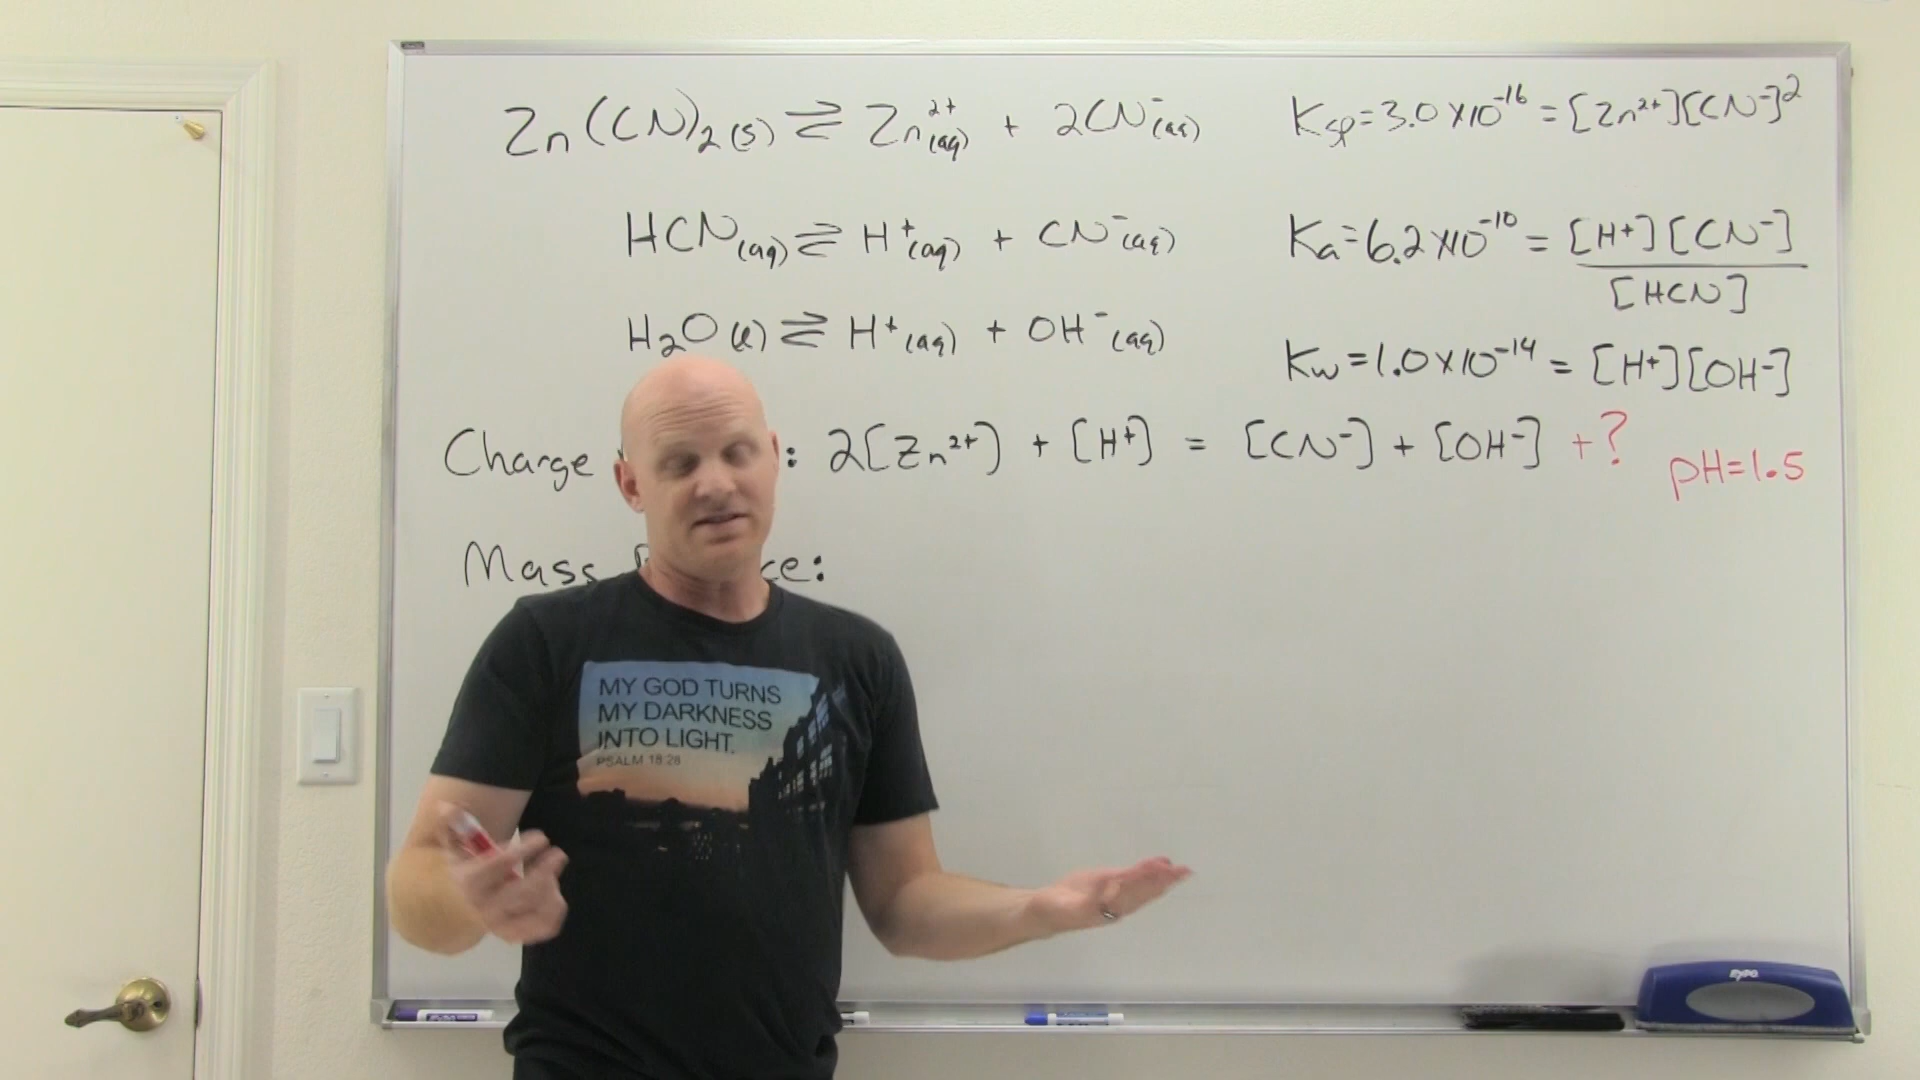 Zn(CN)₂(s) ⇌ Zn²⁺(aq) + 2CN⁻(aq) Ksp=3.0×10⁻¹⁶ = [Zn²⁺][CN⁻]²
HCN(aq) ⇌ H⁺(aq) + CN⁻(aq) Ka=6.2×10⁻¹⁰ = [H⁺][CN⁻]
[HCN]
H₂O(l) ⇌ H⁺(aq) + OH⁻(aq) Kw=1.0×10⁻¹⁴ = [H⁺][OH⁻]
Charge : 2[Zn²⁺] + [H⁺] = [CN⁻] + [OH⁻] + ? pH=1.5
Mass :
MY GOD TURNS
MY DARKNESS
INTO LIGHT.
PSALM 18:28
EXPO